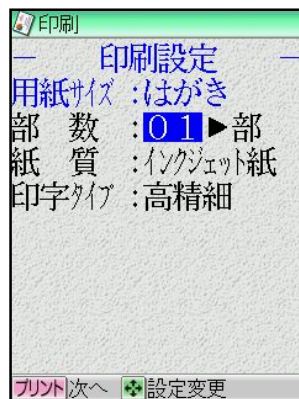 印刷
― 印刷設定 ―
用紙サイズ：はがき
部 数：０１▶部
紙 質：インクジェット紙
印字タイプ：高精細
プリント次へ 設定変更